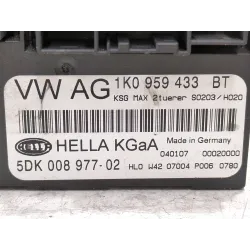 VW AG 1K0 959 433 BT
KSG MAX 2tuerer S0203/H020
HELLA KGaA Made in Germany
040107 00020000
5DK 008 977-02 HLO W42 07004 P006 0780